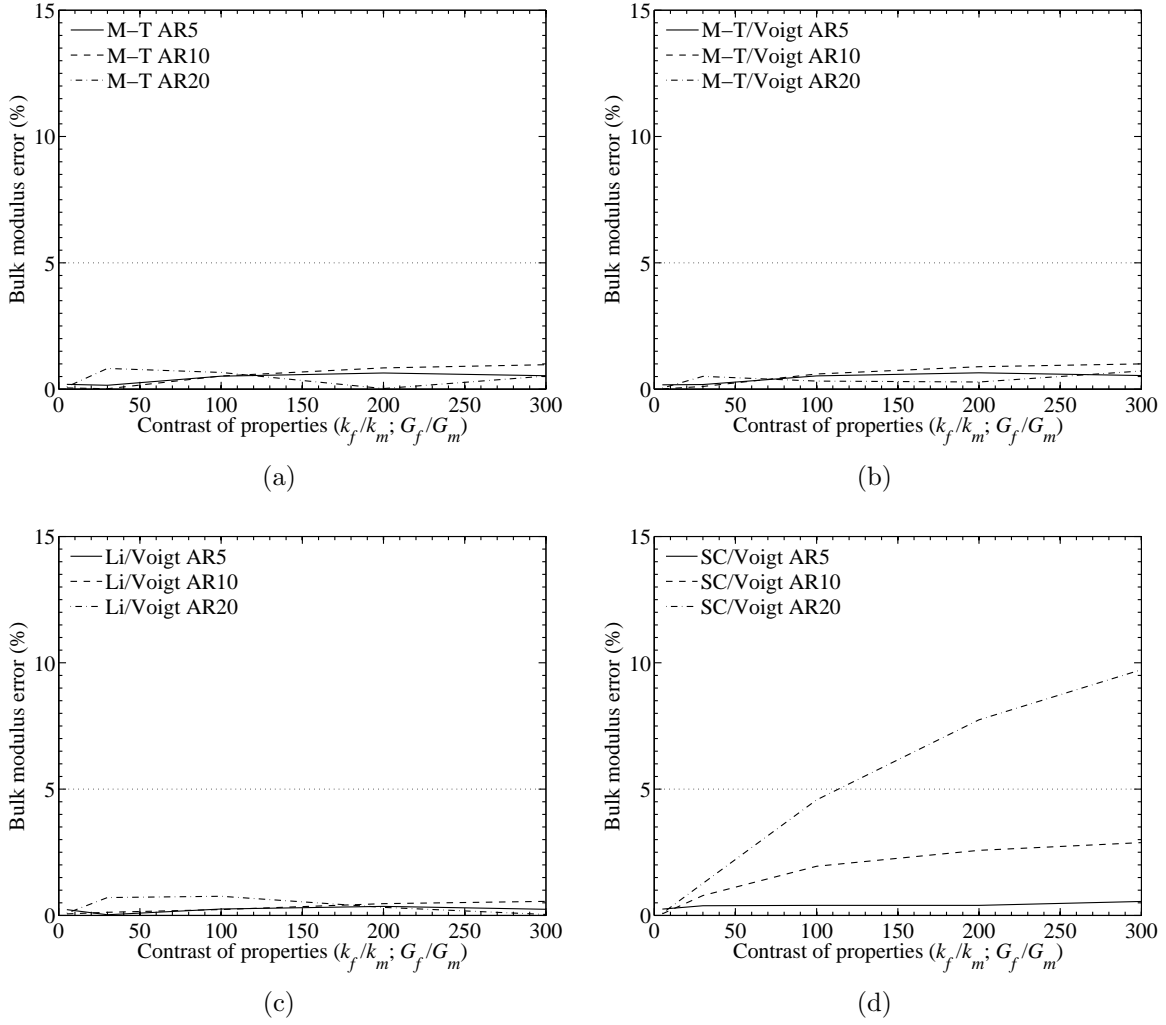 15
M−T AR5
M−T AR10
M−T AR20
10
5
0
0 50 100 150 200 250 300
Bulk modulus error (%)
Contrast of properties (k_f/k_m; G_f/G_m)
(a)
15
M−T/Voigt AR5
M−T/Voigt AR10
M−T/Voigt AR20
10
5
0
0 50 100 150 200 250 300
Bulk modulus error (%)
Contrast of properties (k_f/k_m; G_f/G_m)
(b)
15
Li/Voigt AR5
Li/Voigt AR10
Li/Voigt AR20
10
5
0
0 50 100 150 200 250 300
Bulk modulus error (%)
Contrast of properties (k_f/k_m; G_f/G_m)
(c)
15
SC/Voigt AR5
SC/Voigt AR10
SC/Voigt AR20
10
5
0
0 50 100 150 200 250 300
Bulk modulus error (%)
Contrast of properties (k_f/k_m; G_f/G_m)
(d)